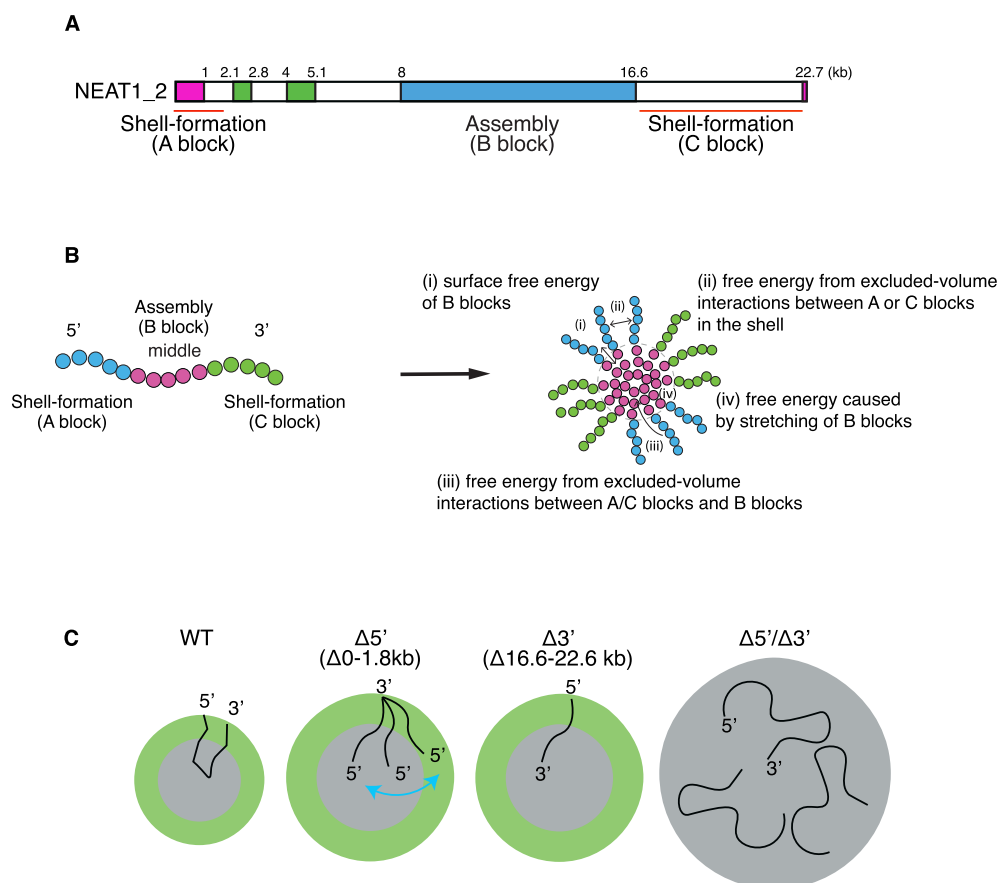 A
1 2.1 2.8 4 5.1 8 16.6 22.7 (kb)
NEAT1_2
Shell-formation
(A block)
Assembly
(B block)
Shell-formation
(C block)
B
5’
Assembly
(B block)
middle
3’
Shell-formation
(A block)
Shell-formation
(C block)
(i) surface free energy
of B blocks
(ii) free energy from excluded-volume
interactions between A or C blocks
in the shell
(i)
(ii)
(iv)
(iii)
(iv) free energy caused
by stretching of B blocks
(iii) free energy from excluded-volume
interactions between A/C blocks and B blocks
C
WT
5’ 3’
Δ5’
(Δ0-1.8kb)
3’
5’ 5’ 5’
Δ3’
(Δ16.6-22.6 kb)
5’
3’
Δ5’/Δ3’
5’
3’